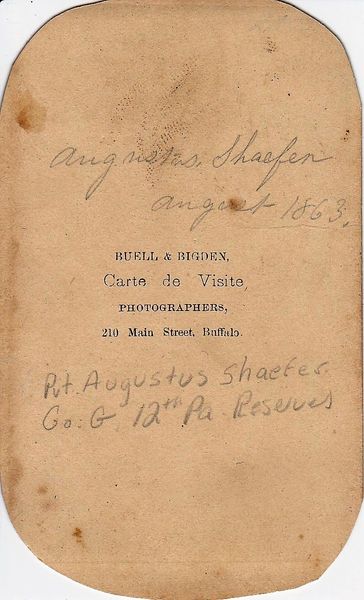 Augustus. Shaefer
August 1863.
BUELL & BIGDEN,
Carte de Visite
PHOTOGRAPHERS,
210 Main Street, Buffalo.
Pvt. Augustus Shaefer.
Co. G. 12th Pa Reserves